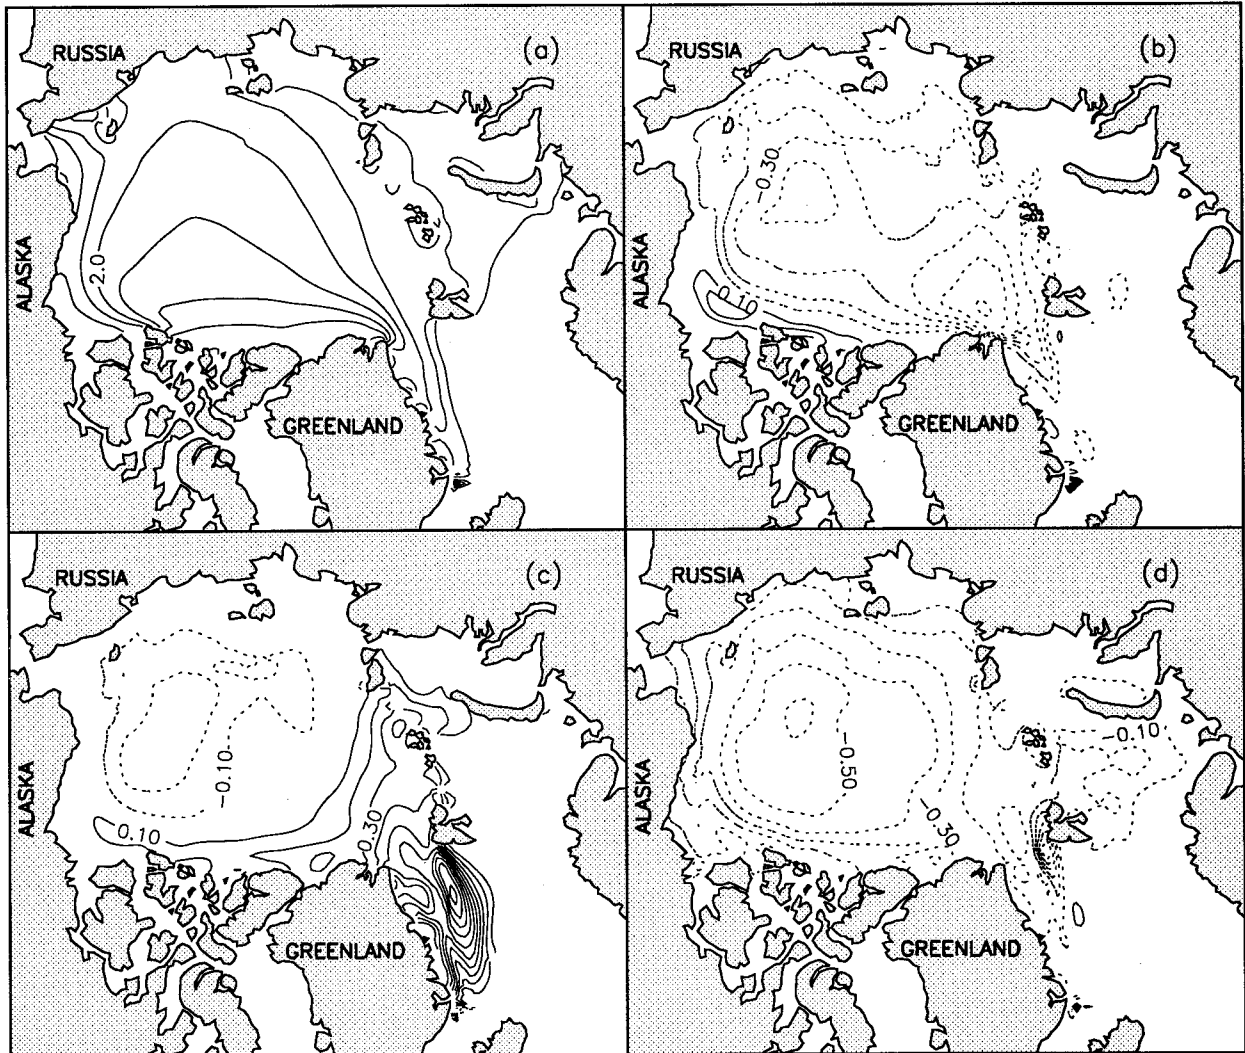 RUSSIA
(a)
ALASKA
2.0
GREENLAND
RUSSIA
(b)
ALASKA
-0.30
0.10
GREENLAND
RUSSIA
(c)
ALASKA
-0.10
0.10
0.30
GREENLAND
RUSSIA
(d)
ALASKA
-0.10
-0.50
-0.30
GREENLAND